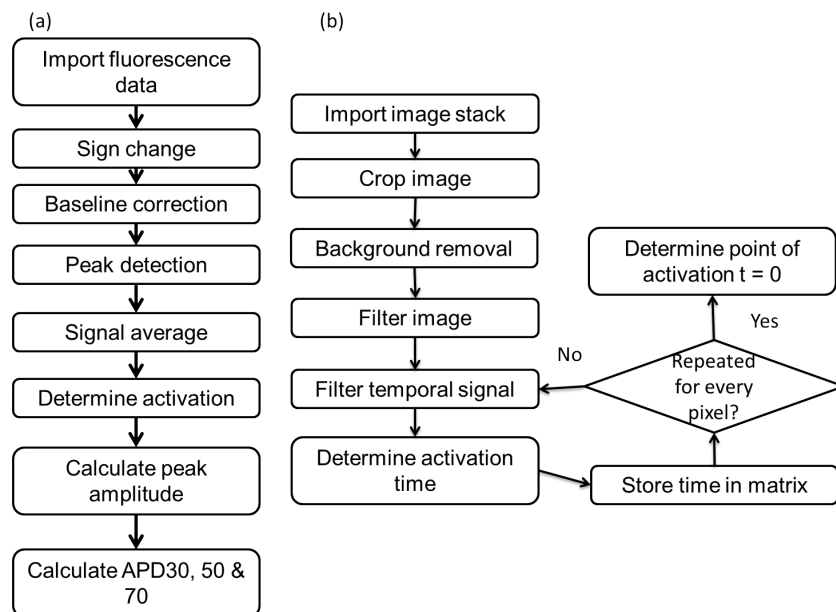 (a)
Import fluorescence
data
Sign change
Baseline correction
Peak detection
Signal average
Determine activation
Calculate peak
amplitude
Calculate APD30, 50 &
70
(b)
Import image stack
Crop image
Background removal
Filter image
Filter temporal signal
Determine activation
time
Store time in matrix
Repeated
for every
pixel?
No
Yes
Determine point of
activation t = 0